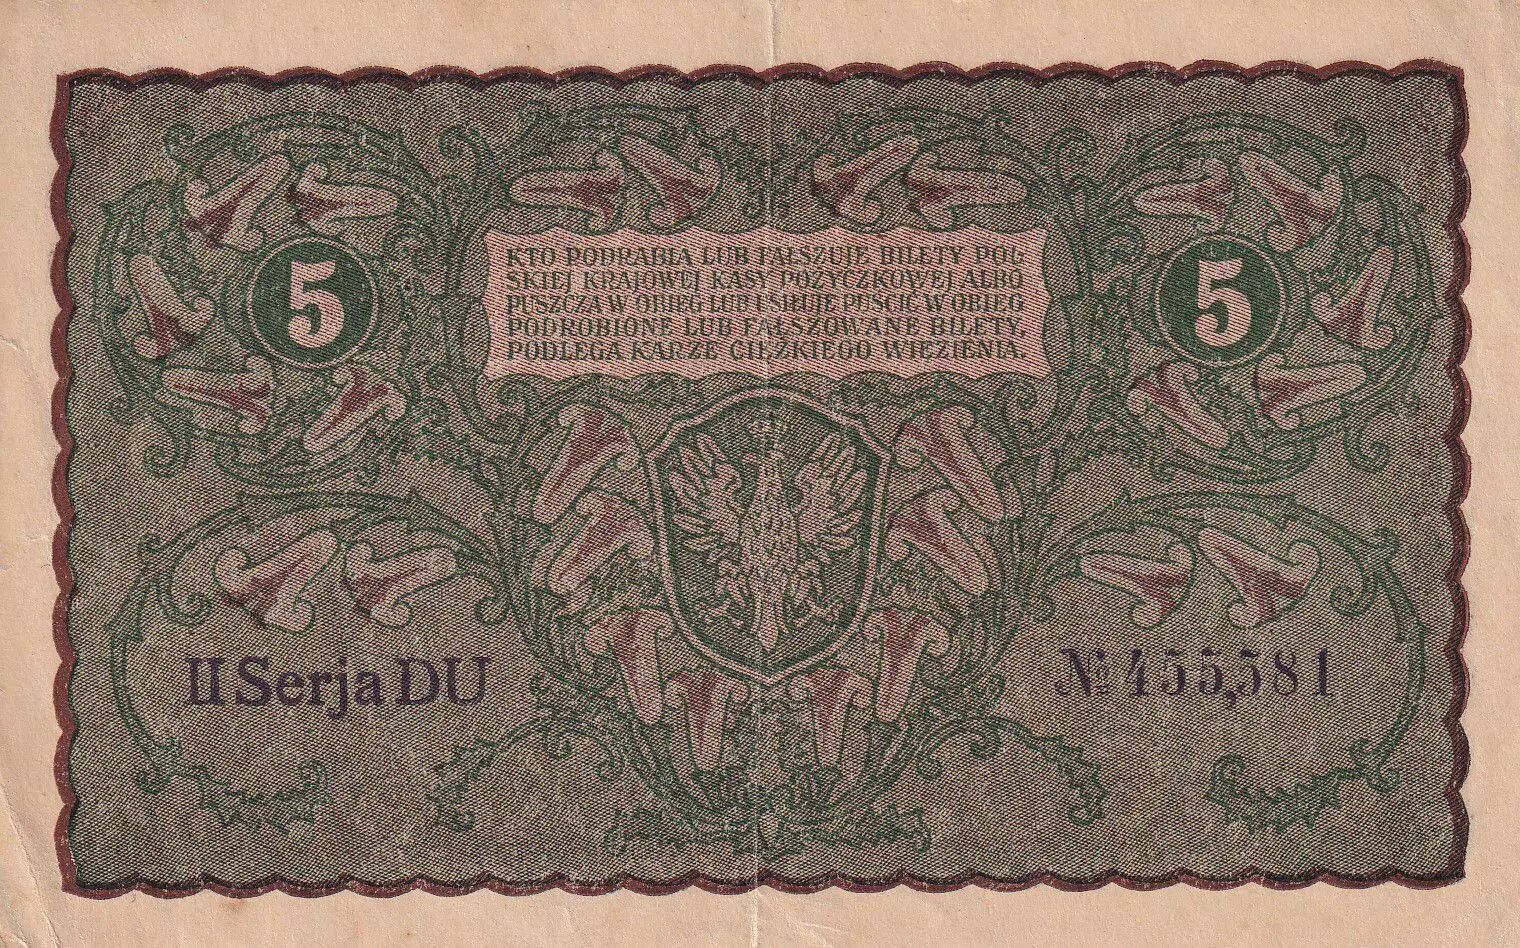 5
5
KTO PODRABIA LUB FAŁSZUJE BILETY POL
SKIEJ KRAJOWEJ KASY POŻYCZKOWEJ ALBO
PUSZCZA W OBIEG LUB USIŁUJE PUŚCIĆ W OBIEG
PODROBIONE LUB FAŁSZOWANE BILETY,
PODLEGA KARZE CIĘŻKIEGO WIĘZIENIA.
II Serja DU
№ 455,581